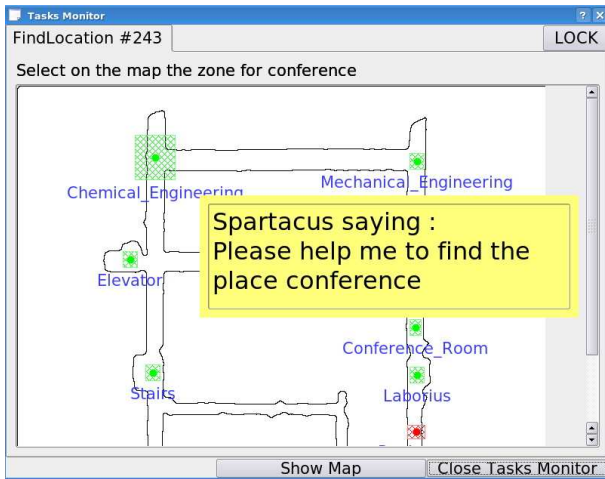 Tasks Monitor
FindLocation #243
LOCK
Select on the map the zone for conference
Chemical_Engineering
Mechanical_Engineering
Spartacus saying :
Please help me to find the
place conference
Elevator
Conference_Room
Stairs
Laborius
Show Map
Close Tasks Monitor